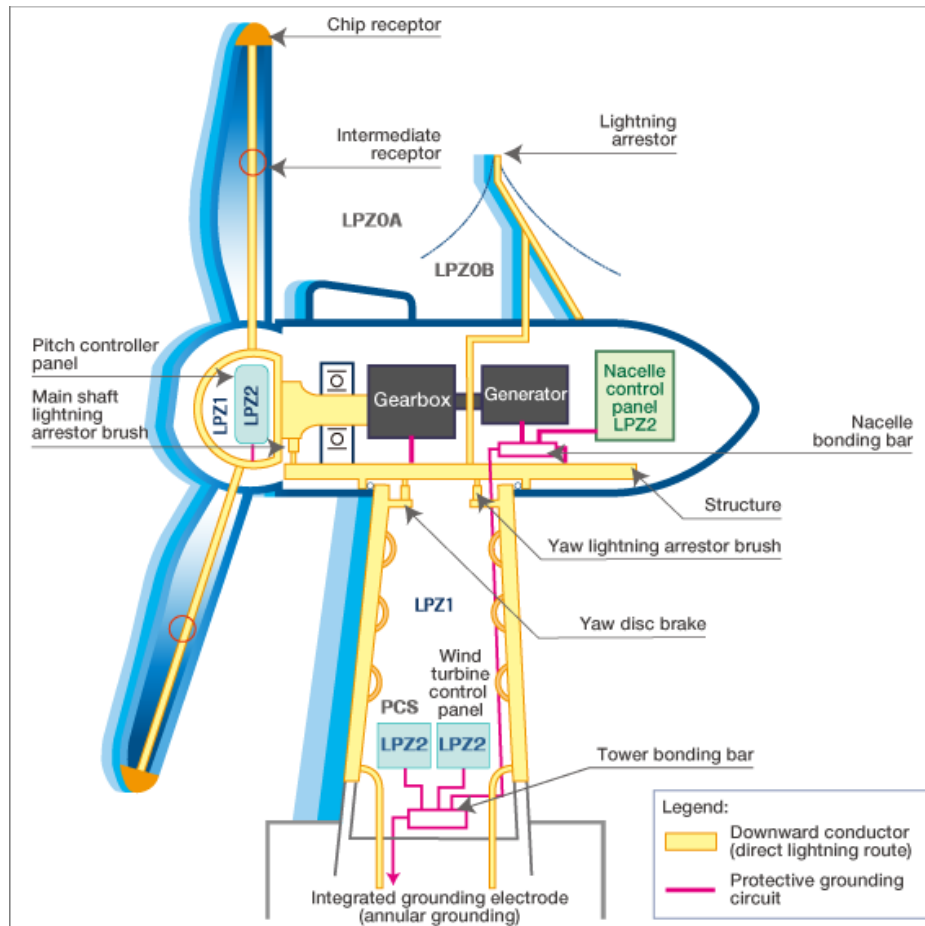 Chip receptor
Intermediate
receptor
Lightning
arrestor
LPZ0A
LPZ0B
Pitch controller
panel
Main shaft
lightning
arrestor brush
LPZ1
LPZ2
Gearbox
Generator
Nacelle
control
panel
LPZ2
Nacelle
bonding bar
Structure
Yaw lightning arrestor brush
Yaw disc brake
LPZ1
Wind
turbine
control
panel
PCS
LPZ2
LPZ2
Tower bonding bar
Integrated grounding electrode
(annular grounding)
Legend:
Downward conductor
(direct lightning route)
Protective grounding
circuit